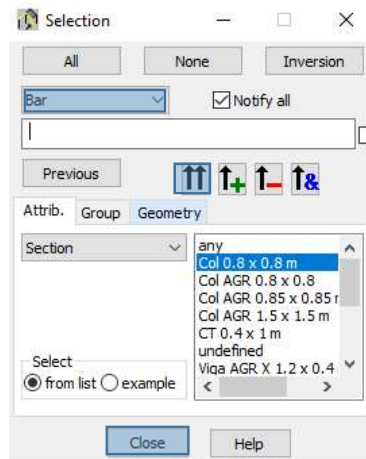 Selection
All None Inversion
Bar Notify all
Previous + - &
Attrib. Group Geometry
Section
any
Col 0.8 x 0.8 m
Col AGR 0.8 x 0.8
Col AGR 0.85 x 0.85 r
Col AGR 1.5 x 1.5 m
CT 0.4 x 1 m
undefined
Viga AGR X 1.2 x 0.4
Select
from list example
Close Help